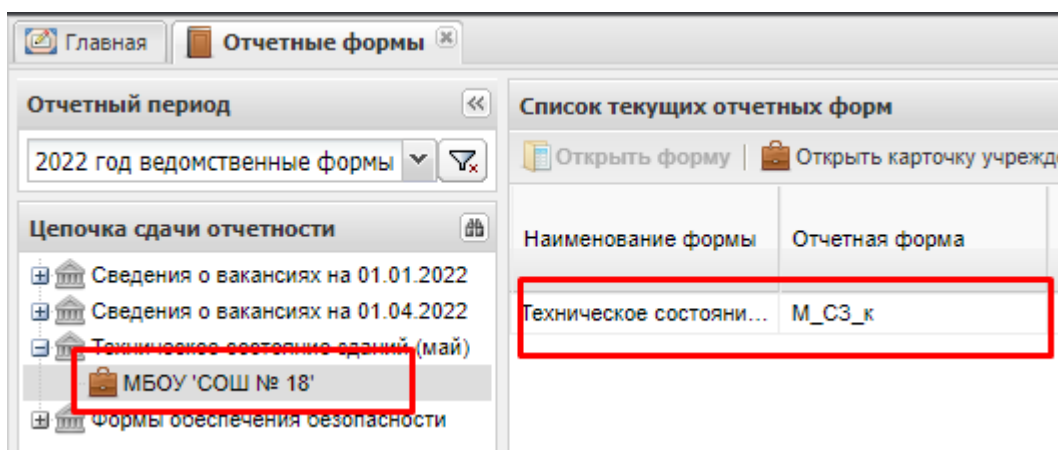 Главная
Отчетные формы
Отчетный период
2022 год ведомственные формы
Цепочка сдачи отчетности
Сведения о вакансиях на 01.01.2022
Сведения о вакансиях на 01.04.2022
Техническое состояние зданий (май)
МБОУ 'СОШ № 18'
Формы обеспечения безопасности
Список текущих отчетных форм
Открыть форму | Открыть карточку учрежд
Наименование формы Отчетная форма
Техническое состояни... М_СЗ_к